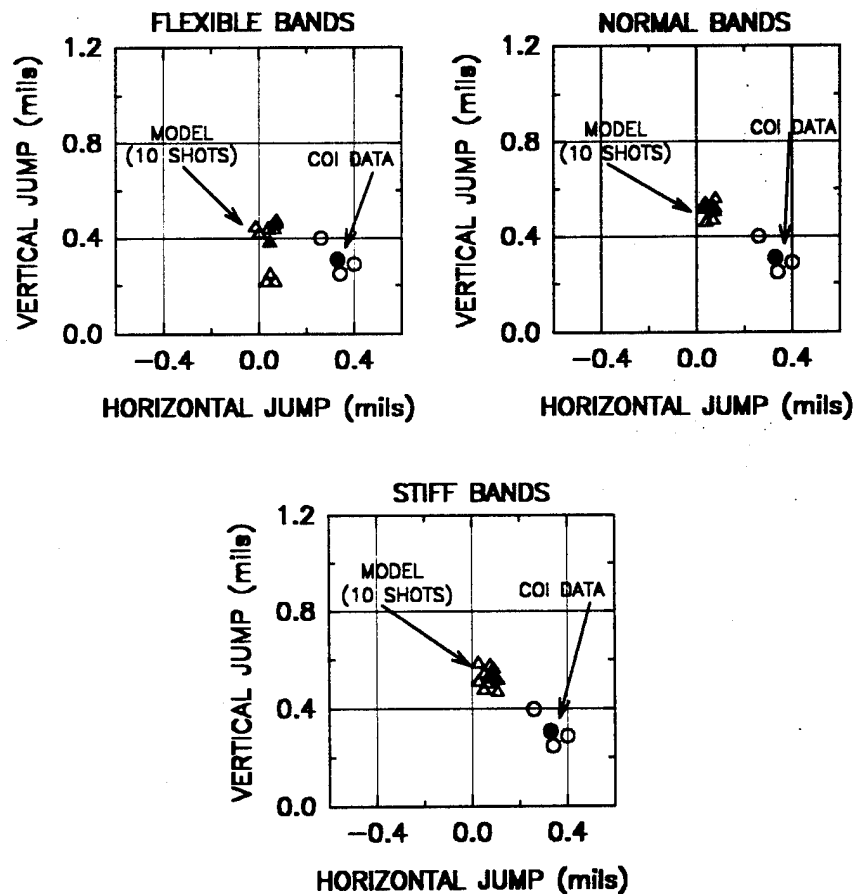 FLEXIBLE BANDS
1.2
0.8
0.4
0.0
VERTICAL JUMP (mils)
MODEL
(10 SHOTS)
COI DATA
−0.4 0.0 0.4
HORIZONTAL JUMP (mils)
NORMAL BANDS
1.2
0.8
0.4
0.0
VERTICAL JUMP (mils)
MODEL
(10 SHOTS)
COI DATA
−0.4 0.0 0.4
HORIZONTAL JUMP (mils)
STIFF BANDS
1.2
0.8
0.4
0.0
VERTICAL JUMP (mils)
MODEL
(10 SHOTS)
COI DATA
−0.4 0.0 0.4
HORIZONTAL JUMP (mils)